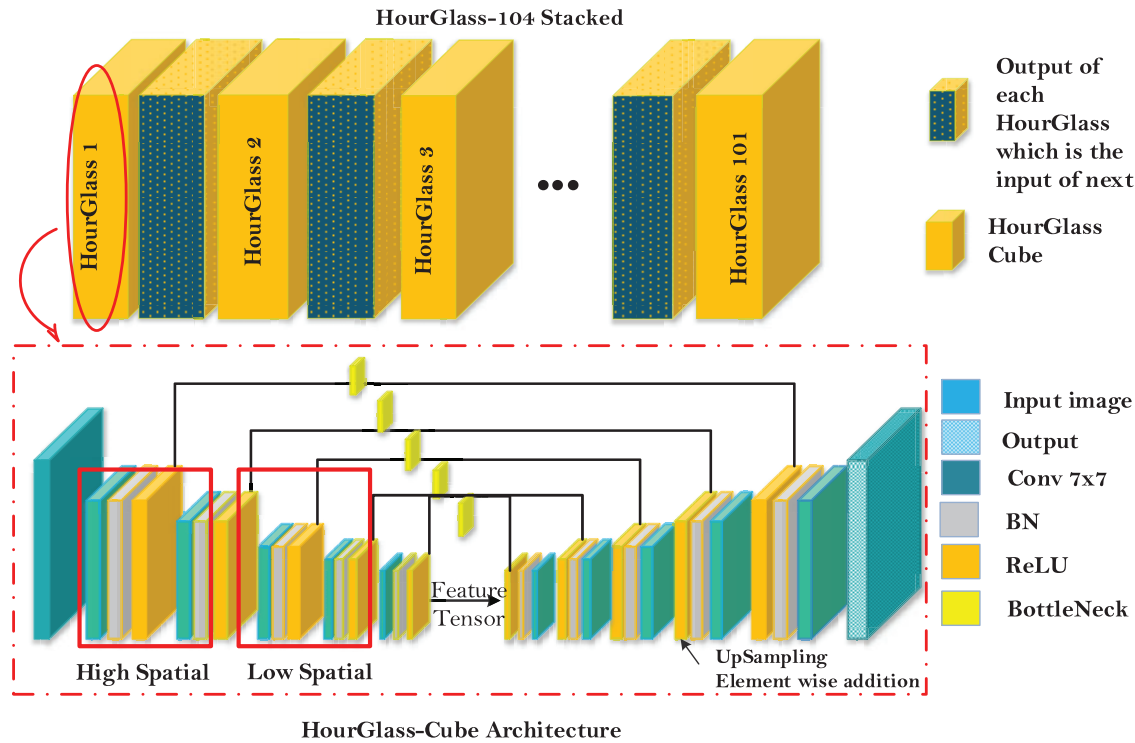 HourGlass-104 Stacked
HourGlass 1
HourGlass 2
HourGlass 3
HourGlass 101
Output of
each
HourGlass
which is the
input of next
HourGlass
Cube
Input image
Output
Conv 7x7
BN
ReLU
BottleNeck
Feature
Tensor
High Spatial
Low Spatial
UpSampling
Element wise addition
HourGlass-Cube Architecture